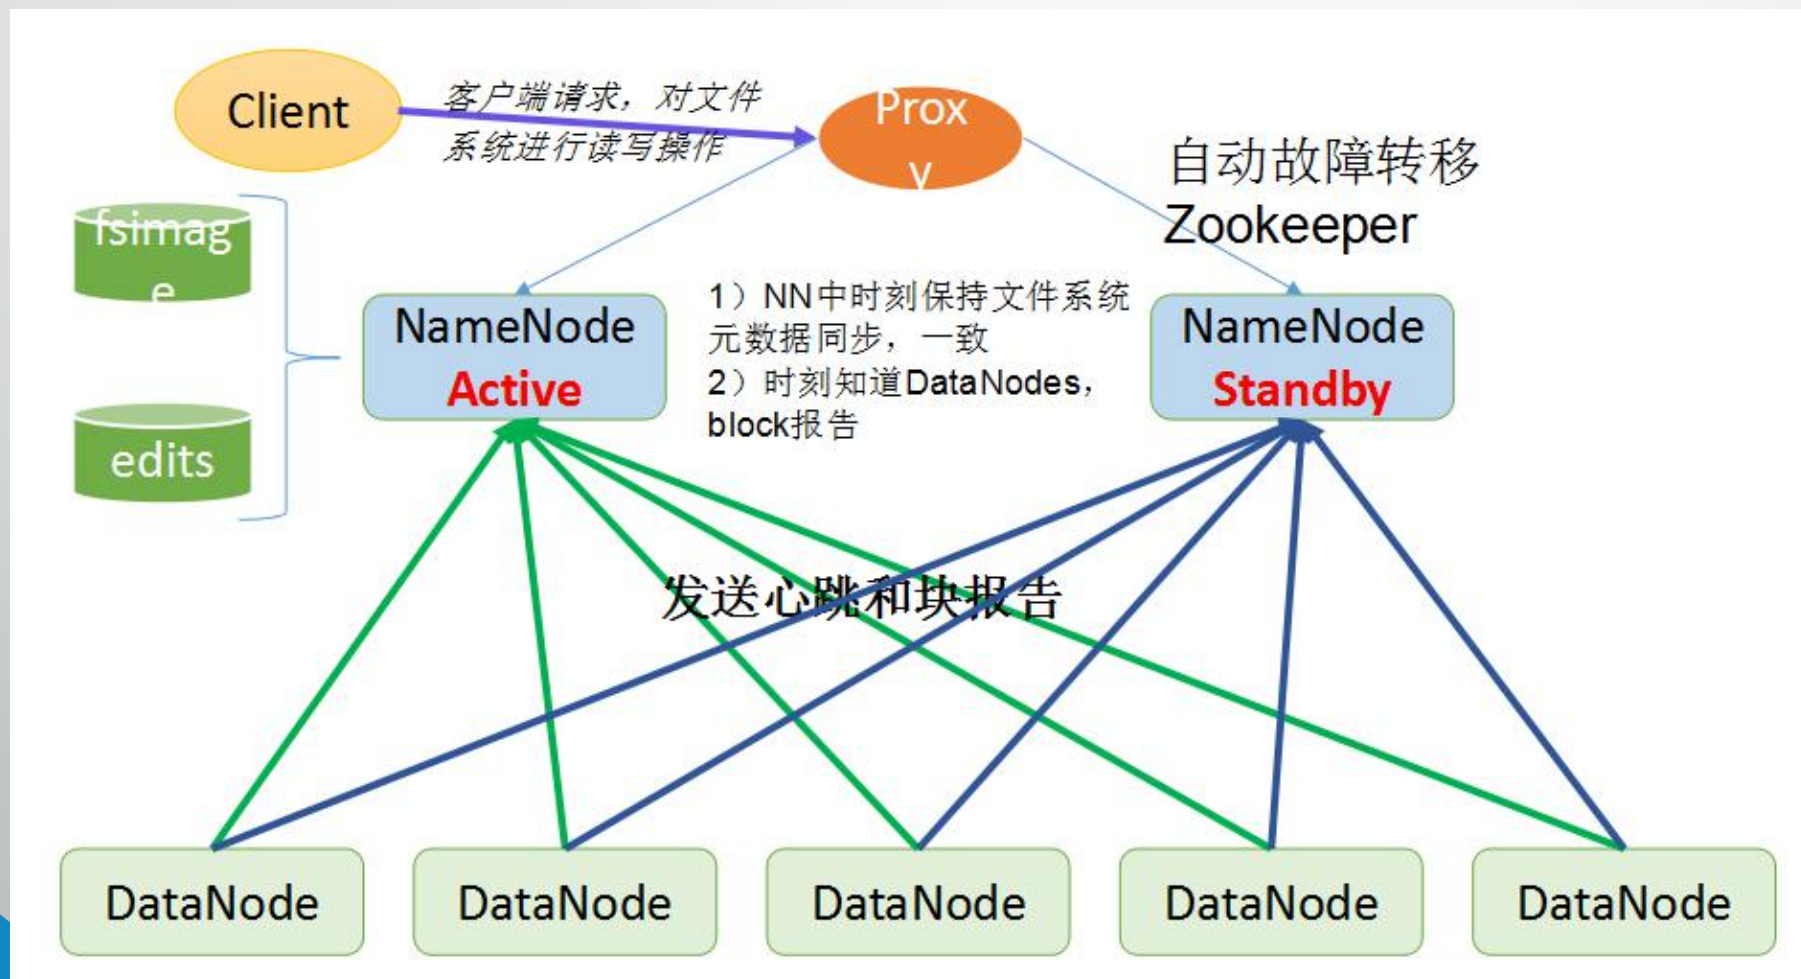 Client
客户端请求，对文件
系统进行读写操作
Prox
y
自动故障转移
Zookeeper
fsimag
e
edits
NameNode
Active
1）NN中时刻保持文件系统
元数据同步，一致
2）时刻知道DataNodes，
block报告
NameNode
Standby
发送心跳和块报告
DataNode
DataNode
DataNode
DataNode
DataNode